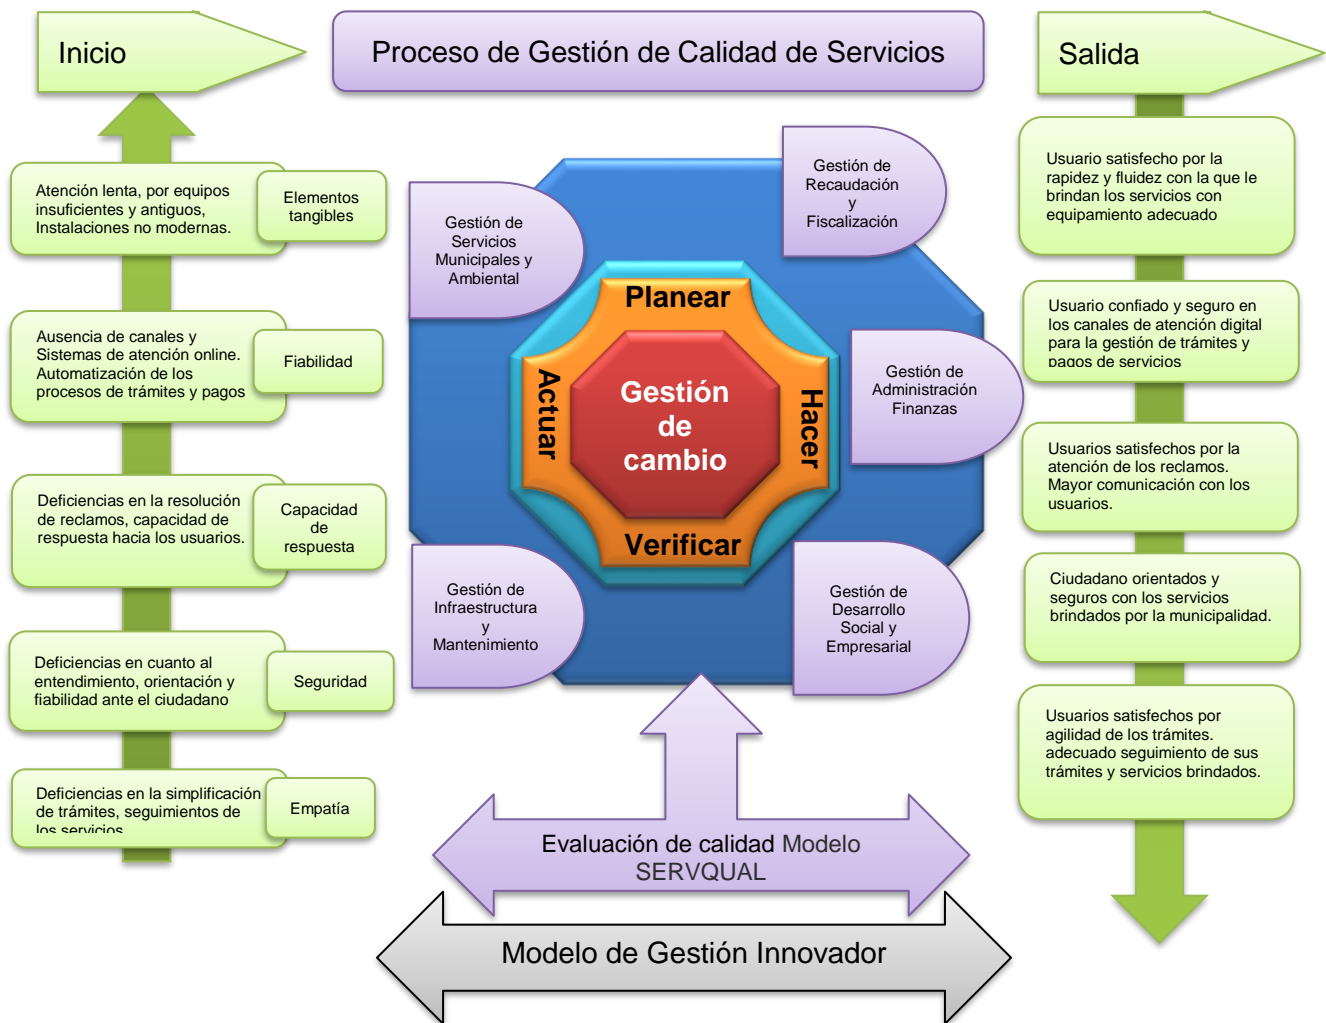 Inicio
Proceso de Gestión de Calidad de Servicios
Salida
Atención lenta, por equipos
insuficientes y antiguos,
Instalaciones no modernas.
Elementos
tangibles
Ausencia de canales y
Sistemas de atención online.
Automatización de los
procesos de trámites y pagos
Fiabilidad
Deficiencias en la resolución
de reclamos, capacidad de
respuesta hacia los usuarios.
Capacidad
de
respuesta
Deficiencias en cuanto al
entendimiento, orientación y
fiabilidad ante el ciudadano
Seguridad
Deficiencias en la simplificación
de trámites, seguimientos de
los servicios
Empatía
Gestión de
Servicios
Municipales y
Ambiental
Gestión de
Recaudación
y
Fiscalización
Gestión de
Administración
Finanzas
Gestión de
Infraestructura
y
Mantenimiento
Gestión de
Desarrollo
Social y
Empresarial
Planear
Hacer
Verificar
Actuar
Gestión
de
cambio
Evaluación de calidad Modelo
SERVQUAL
Modelo de Gestión Innovador
Usuario satisfecho por la
rapidez y fluidez con la que le
brindan los servicios con
equipamiento adecuado
Usuario confiado y seguro en
los canales de atención digital
para la gestión de trámites y
pagos de servicios
Usuarios satisfechos por la
atención de los reclamos.
Mayor comunicación con los
usuarios.
Ciudadano orientados y
seguros con los servicios
brindados por la municipalidad.
Usuarios satisfechos por
agilidad de los trámites.
adecuado seguimiento de sus
trámites y servicios brindados.